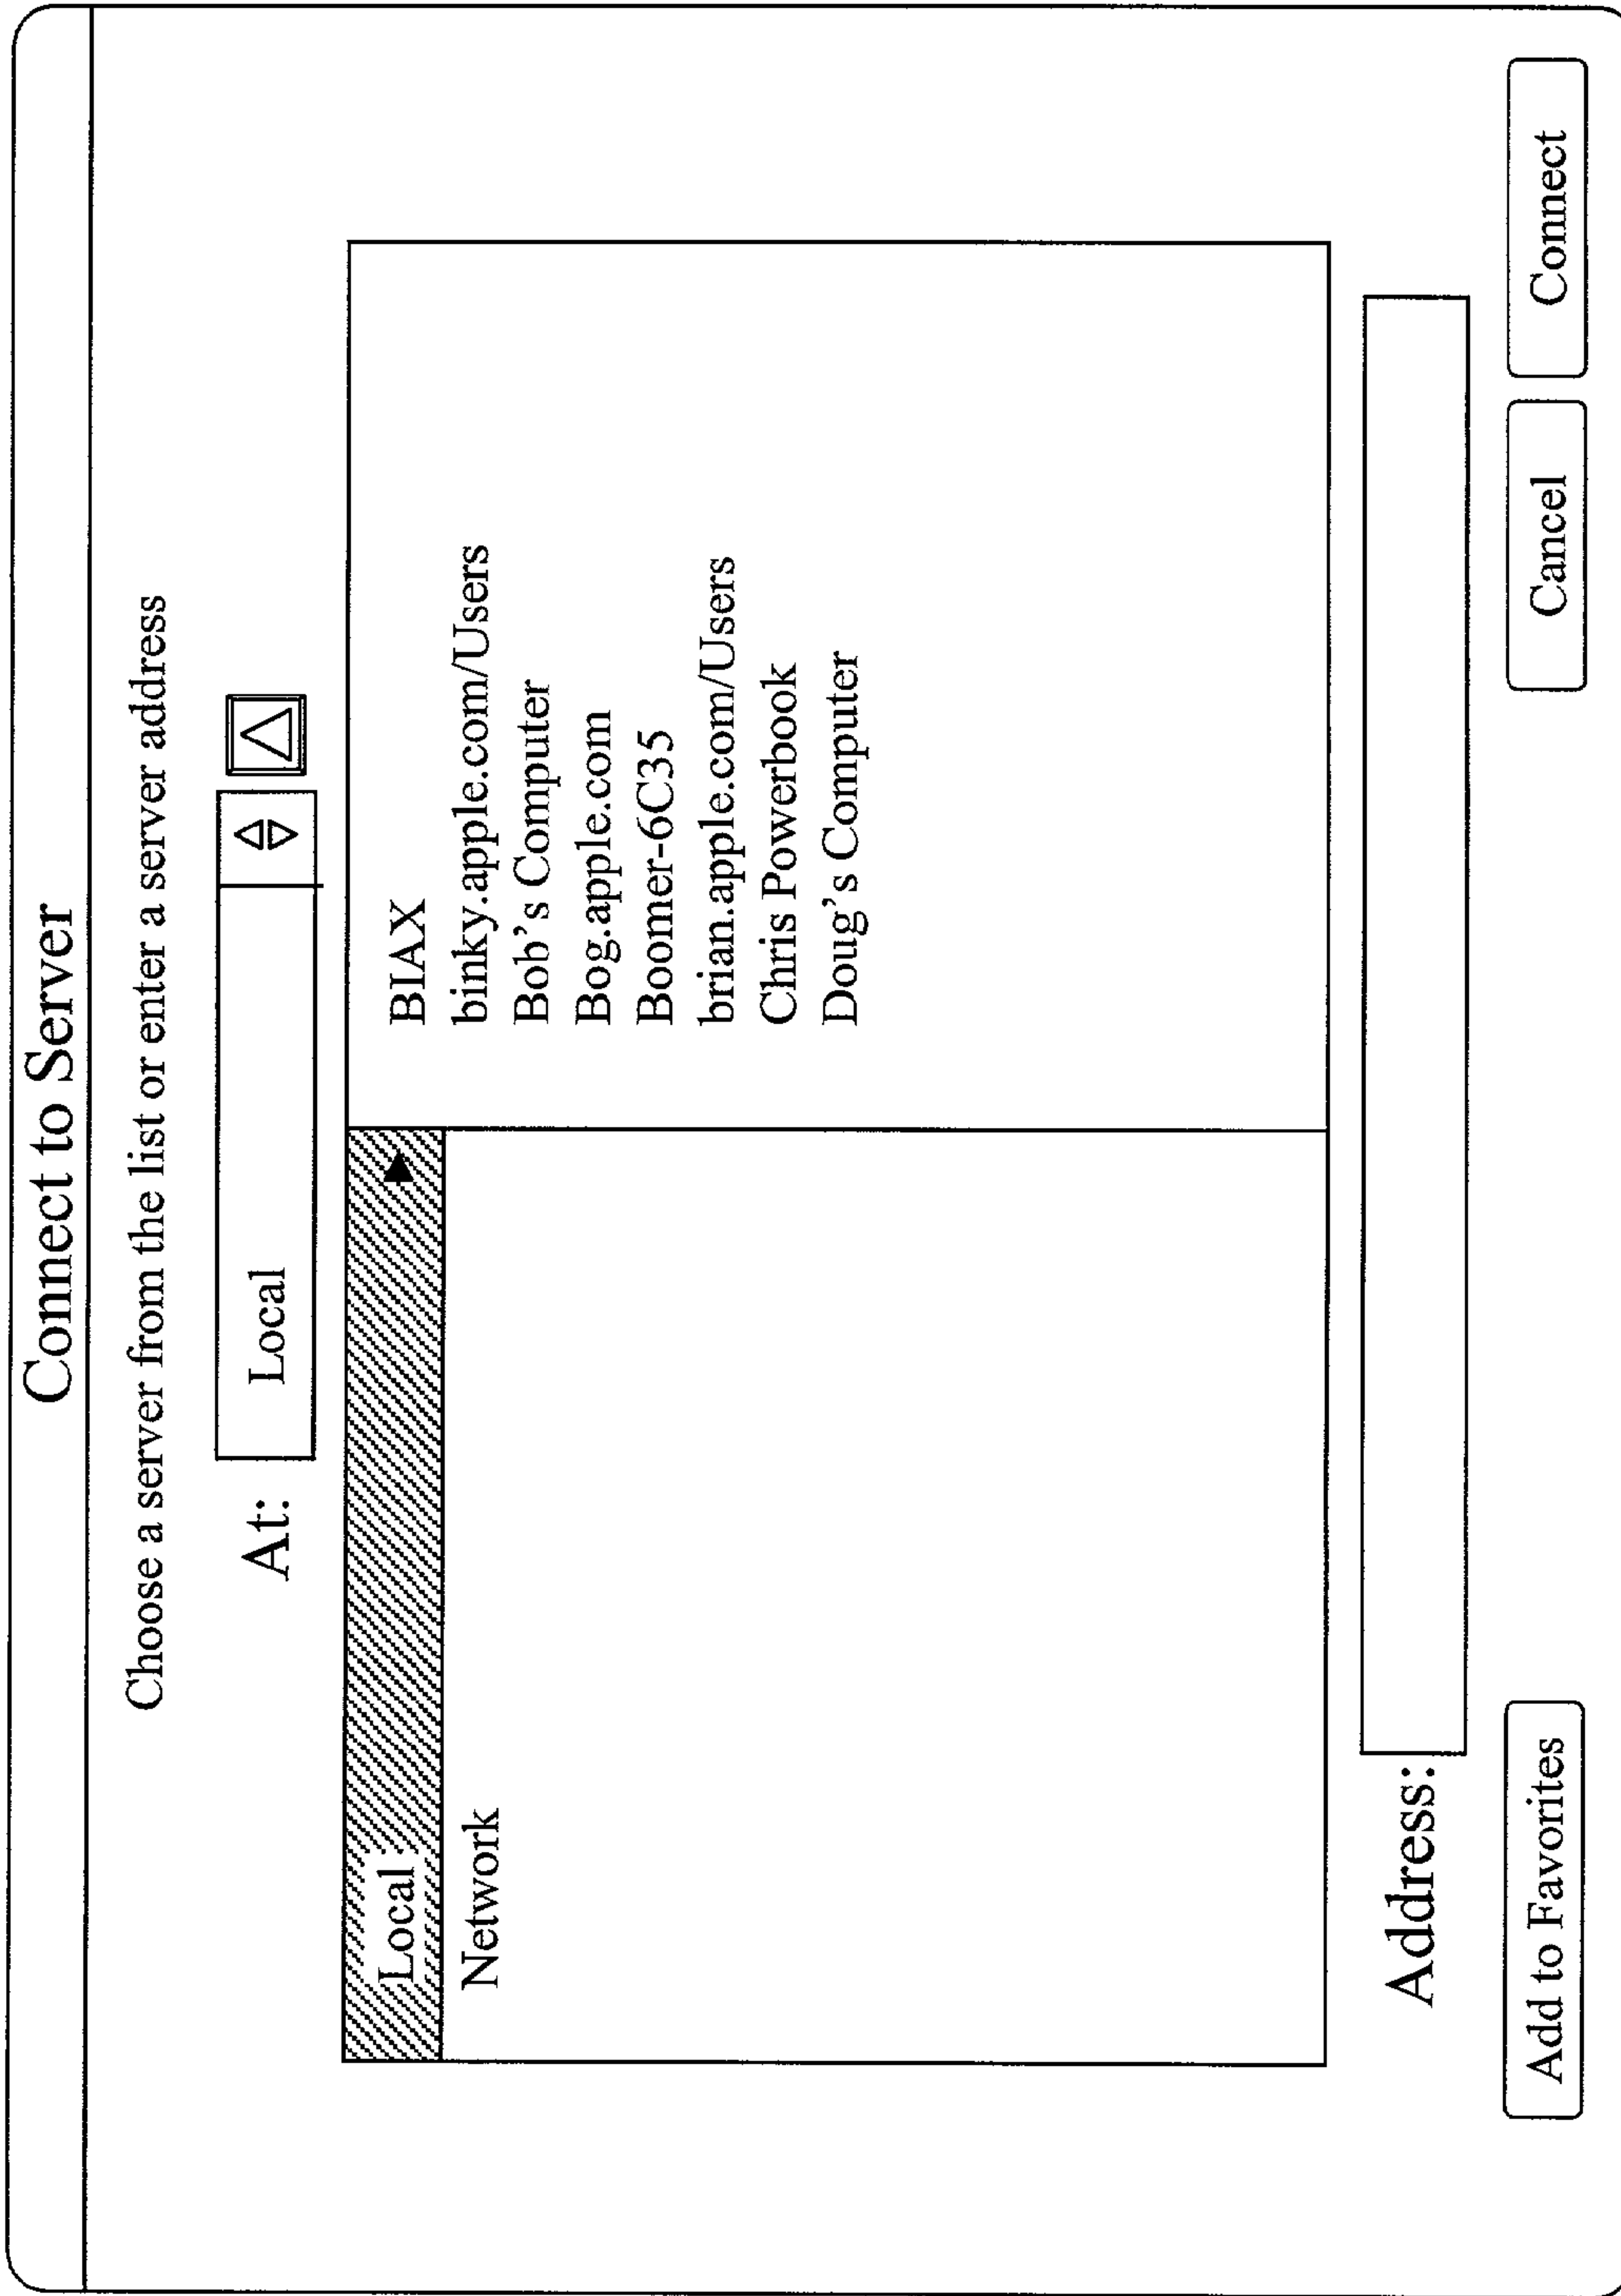 Connect to Server
Choose a server from the list or enter a server address
At: Local
Local
Network
BIAX
binky.apple.com/Users
Bob's Computer
Bog.apple.com
Boomer-6C35
brian.apple.com/Users
Chris Powerbook
Doug's Computer
Address:
Add to Favorites Cancel Connect